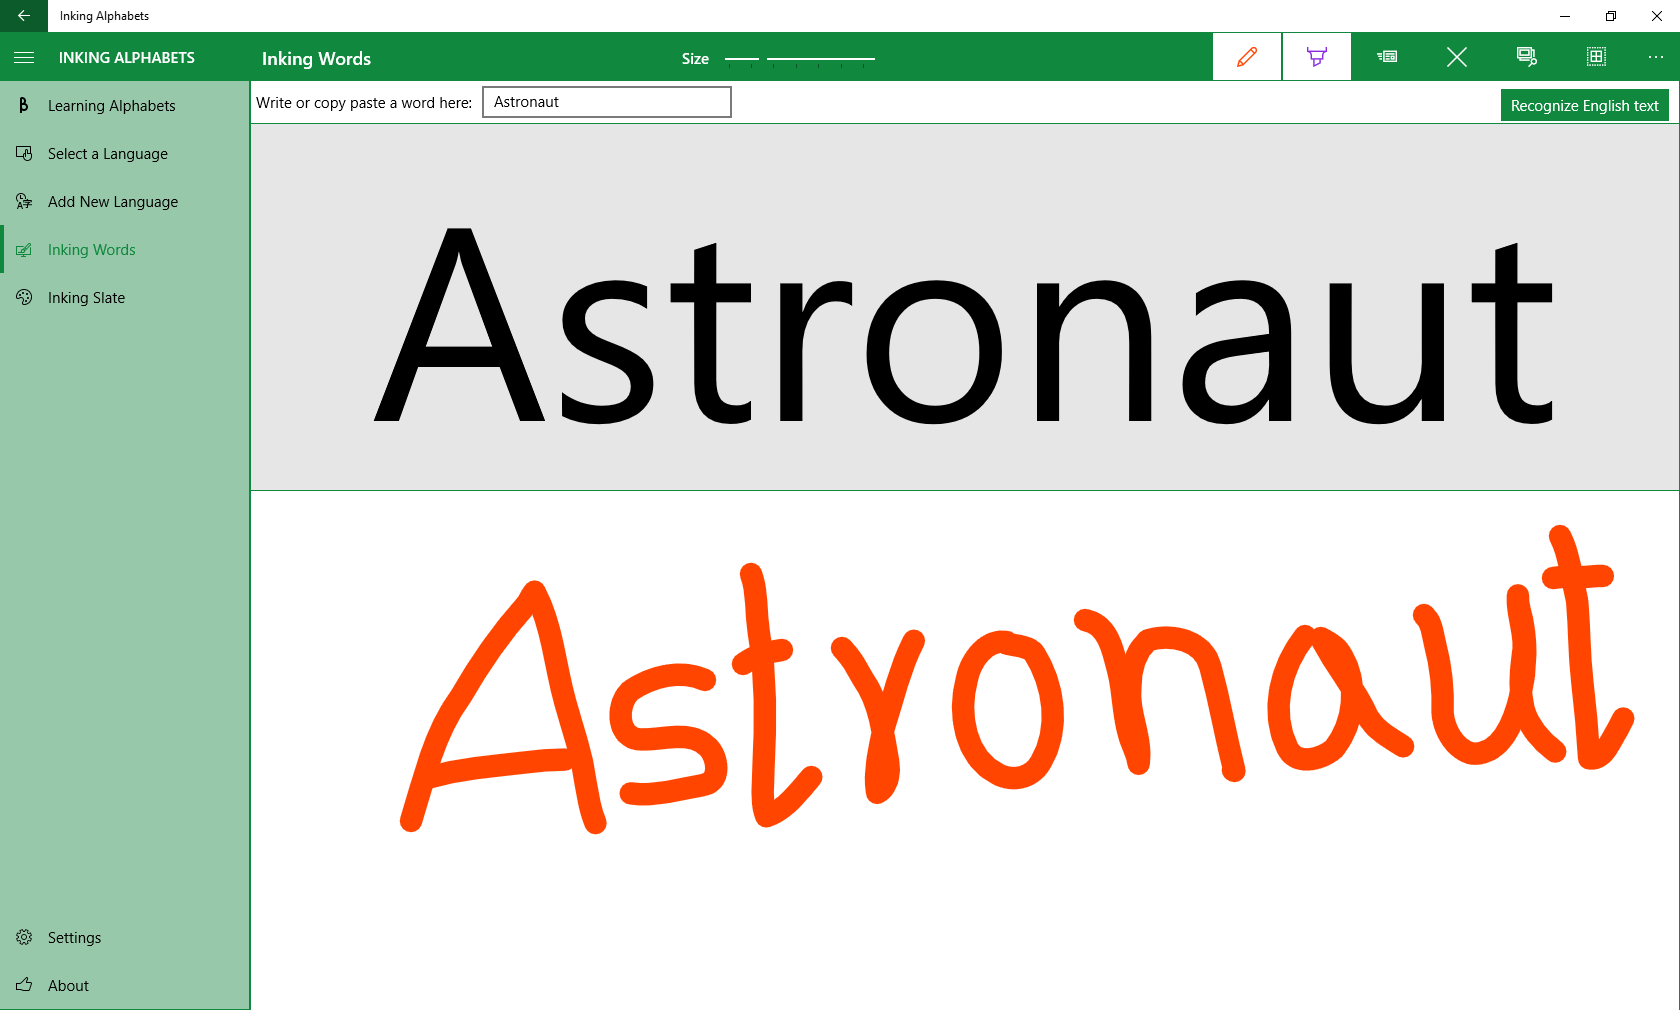 Inking Alphabets
INKING ALPHABETS
Inking Words
Size
Learning Alphabets
Select a Language
Add New Language
Inking Words
Inking Slate
Settings
About
Write or copy paste a word here:
Astronaut
Recognize English text
Astronaut
Astronaut